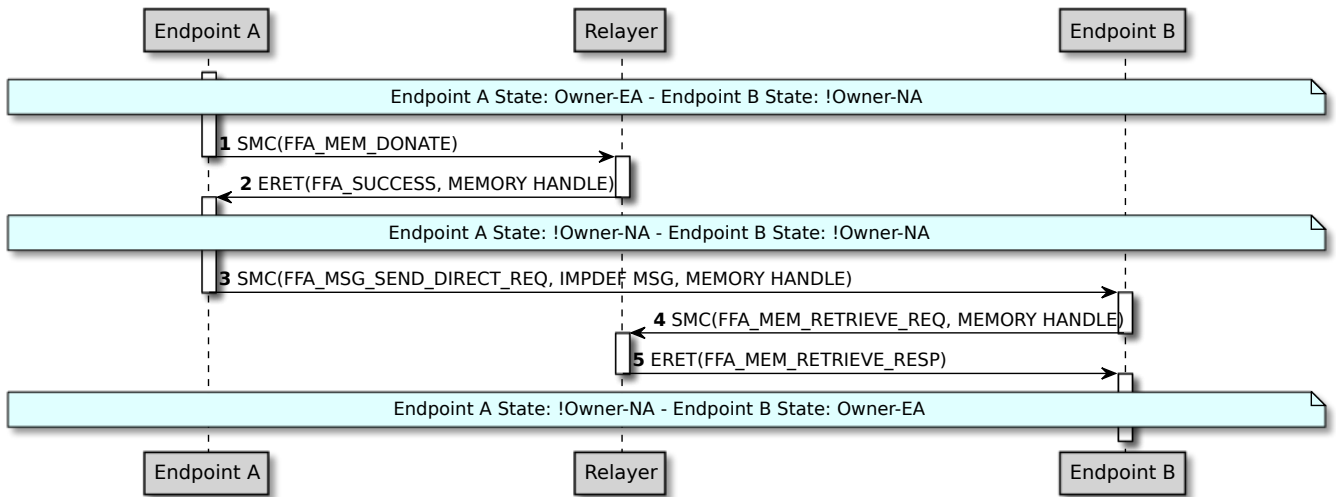 Endpoint A Relayer Endpoint B
Endpoint A State: Owner-EA - Endpoint B State: !Owner-NA
1 SMC(FFA_MEM_DONATE)
2 ERET(FFA_SUCCESS, MEMORY HANDLE)
Endpoint A State: !Owner-NA - Endpoint B State: !Owner-NA
3 SMC(FFA_MSG_SEND_DIRECT_REQ, IMPDEF MSG, MEMORY HANDLE)
4 SMC(FFA_MEM_RETRIEVE_REQ, MEMORY HANDLE)
5 ERET(FFA_MEM_RETRIEVE_RESP)
Endpoint A State: !Owner-NA - Endpoint B State: Owner-EA
Endpoint A Relayer Endpoint B